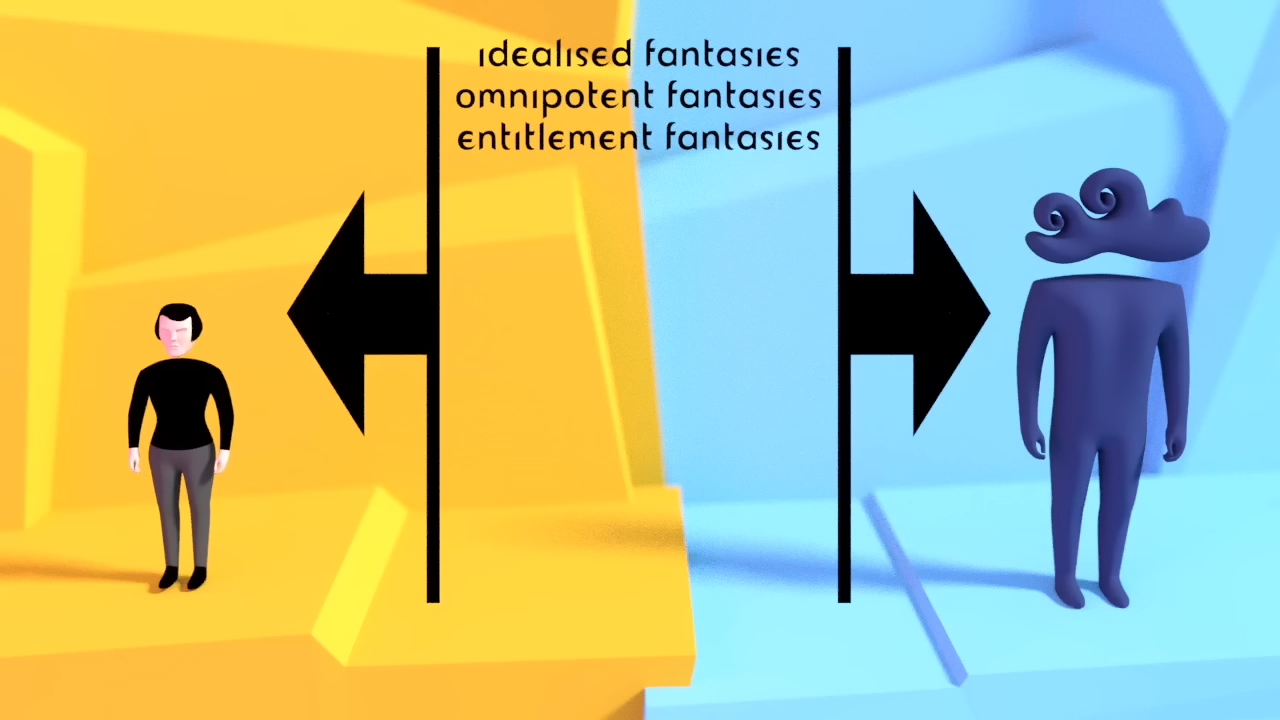 idealised fantasies
omnipotent fantasies
entitlement fantasies